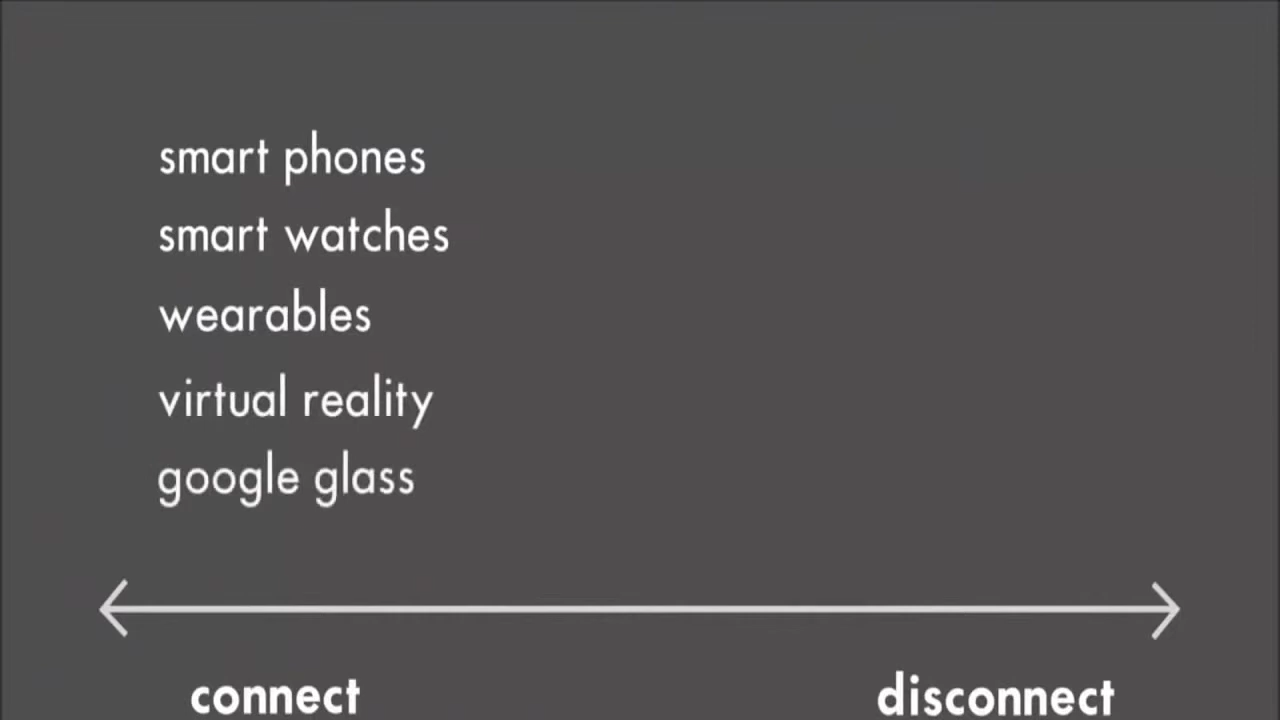 smart phones
smart watches
wearables
virtual reality
google glass
connect
disconnect